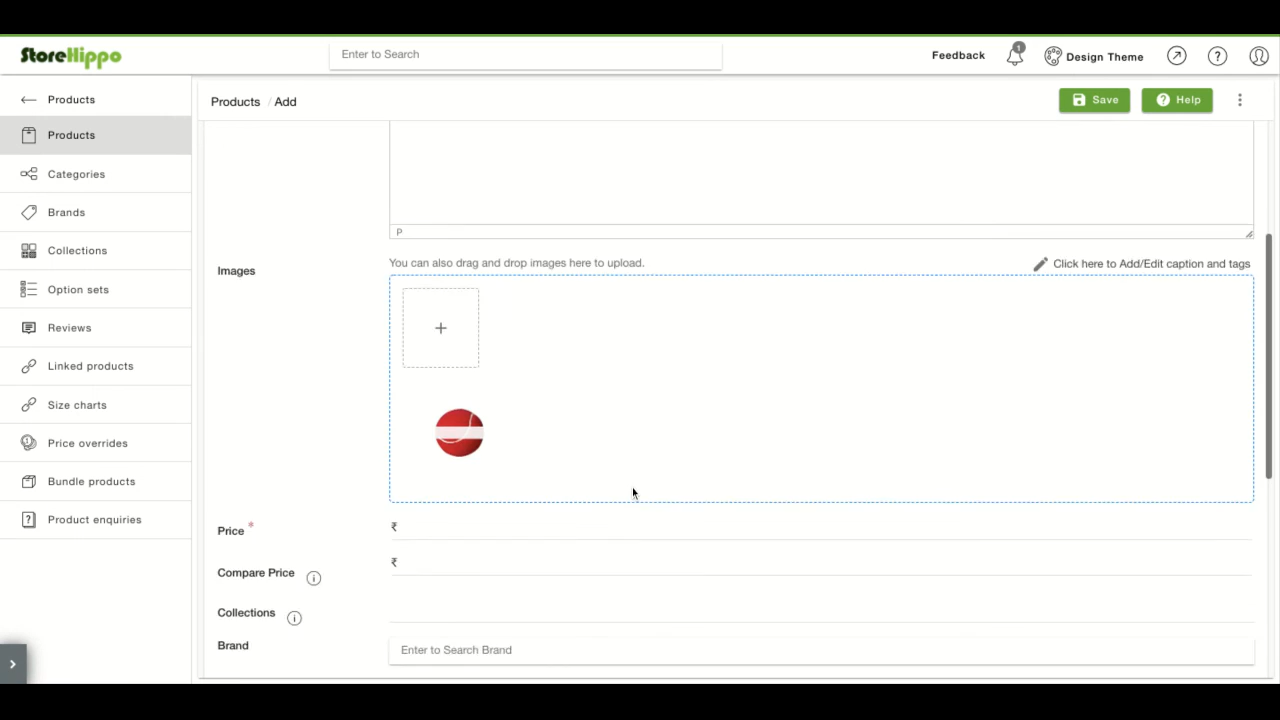 StoreHippo
Enter to Search
Feedback
1
Design Theme
?
Products
Products / Add
Save
? Help
Products
Categories
Brands
Collections
Option sets
Reviews
Linked products
Size charts
Price overrides
Bundle products
? Product enquiries
P
Images
You can also drag and drop images here to upload.
Click here to Add/Edit caption and tags
+
Price *
₹
Compare Price i
₹
Collections i
Brand
Enter to Search Brand